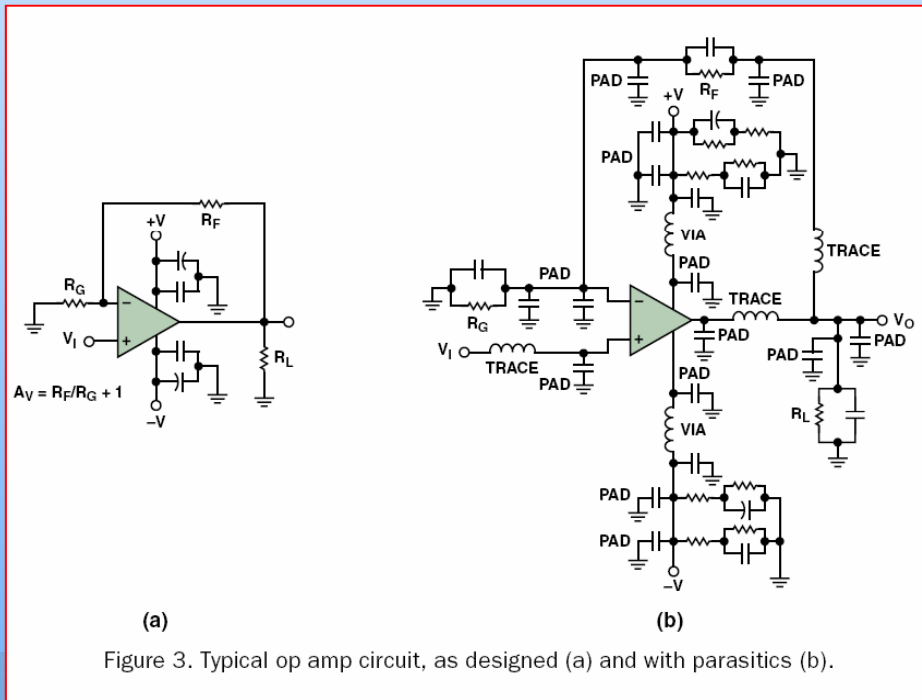 +V
R_F
R_G
−
V_I
+
R_L
A_V = R_F/R_G + 1
−V
(a)
PAD
PAD
R_F
+V
PAD
VIA
TRACE
PAD
PAD
TRACE
R_G
−
V_O
PAD
PAD
V_I
+
TRACE
PAD
PAD
R_L
VIA
PAD
PAD
−V
(b)
Figure 3. Typical op amp circuit, as designed (a) and with parasitics (b).